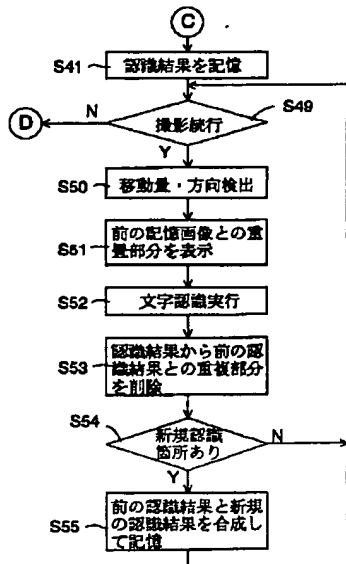 C
S41
認識結果を記憶
S49
D
N
撮影続行
Y
S50
移動量・方向検出
S51
前の記憶画像との重
畳部分を表示
S52
文字認識実行
S53
認識結果から前の認
識結果との重複部分
を削除
S54
新規認識
箇所あり
N
Y
S55
前の認識結果と新規
の認識結果を合成し
て記憶